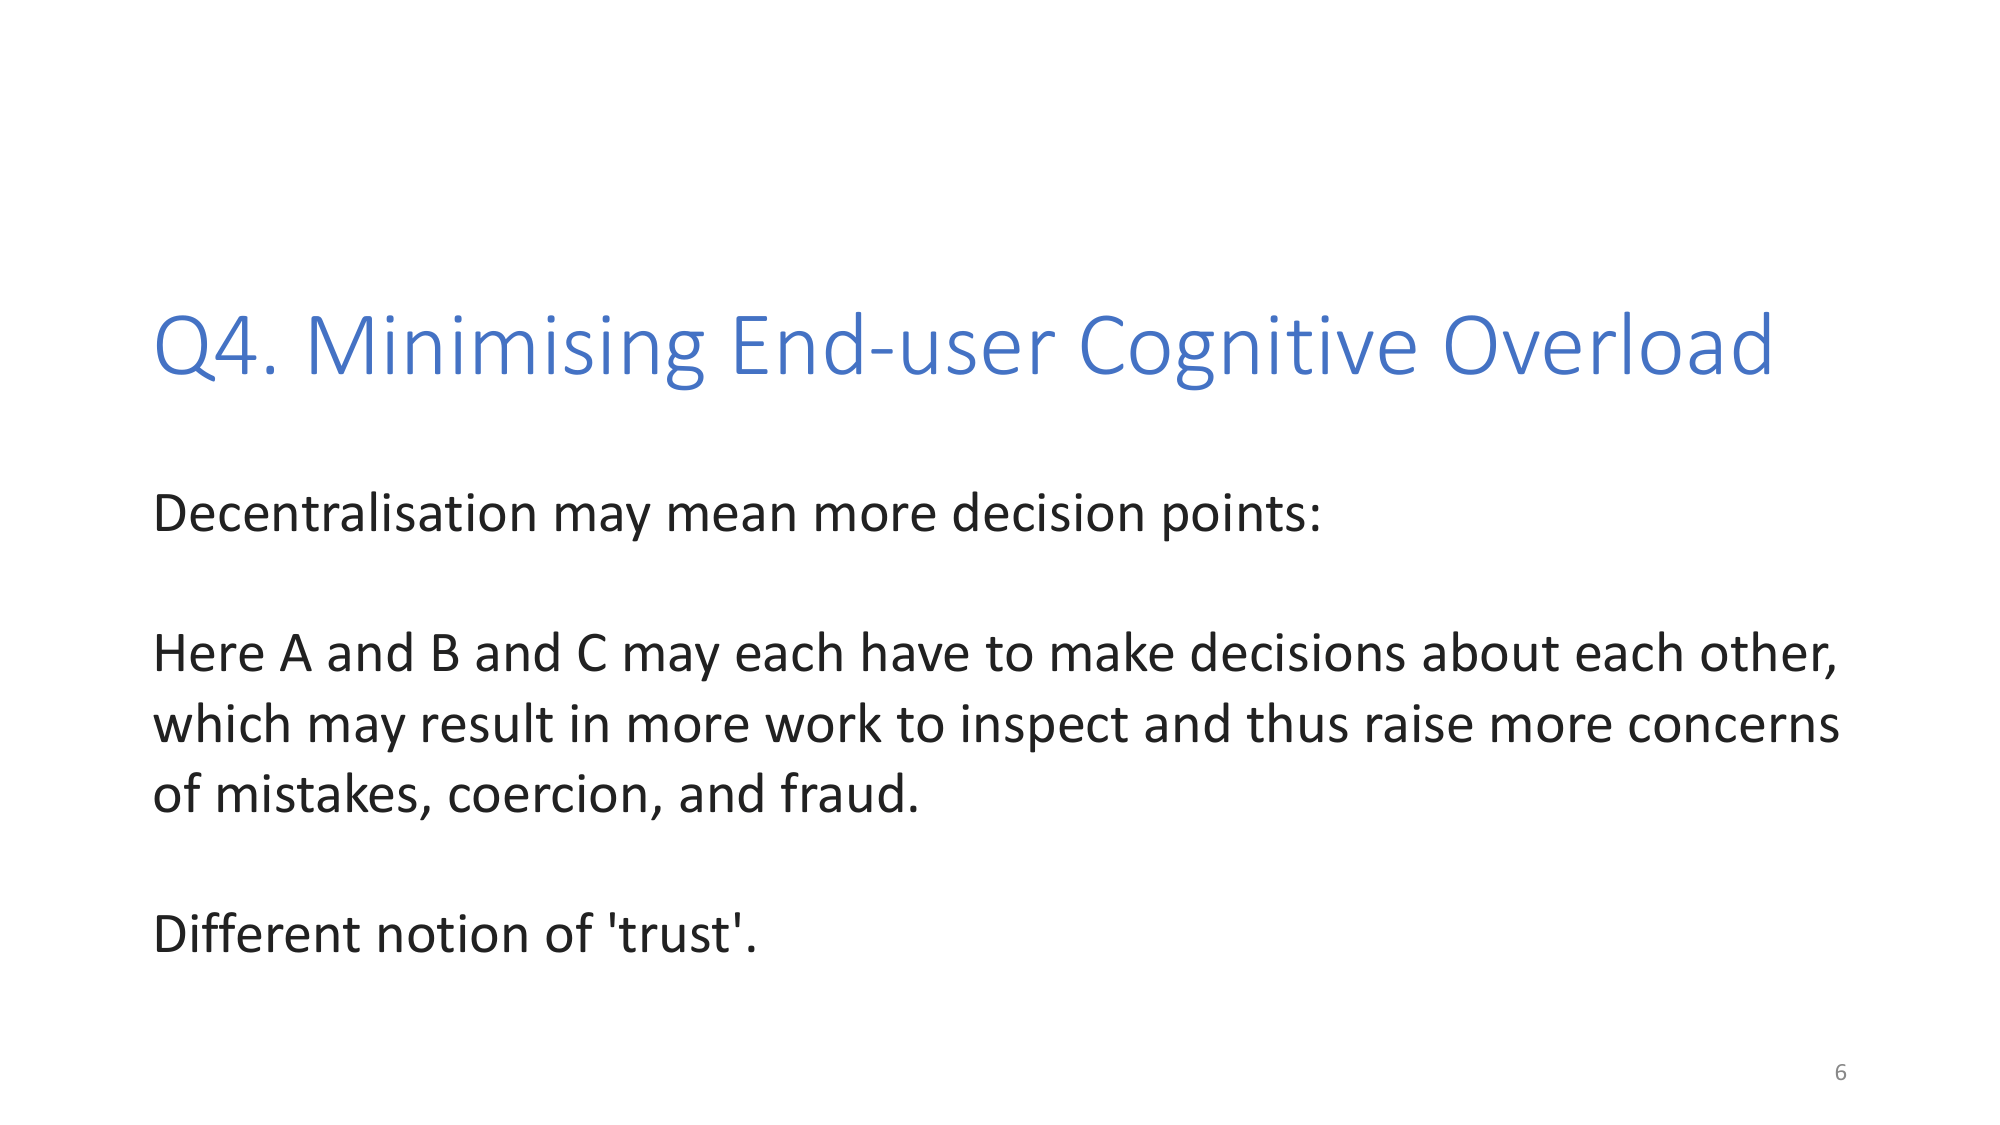 Q4. Minimising End-user Cognitive Overload
Decentralisation may mean more decision points:
Here A and B and C may each have to make decisions about each other,
which may result in more work to inspect and thus raise more concerns
of mistakes, coercion, and fraud.
Different notion of 'trust'.
6